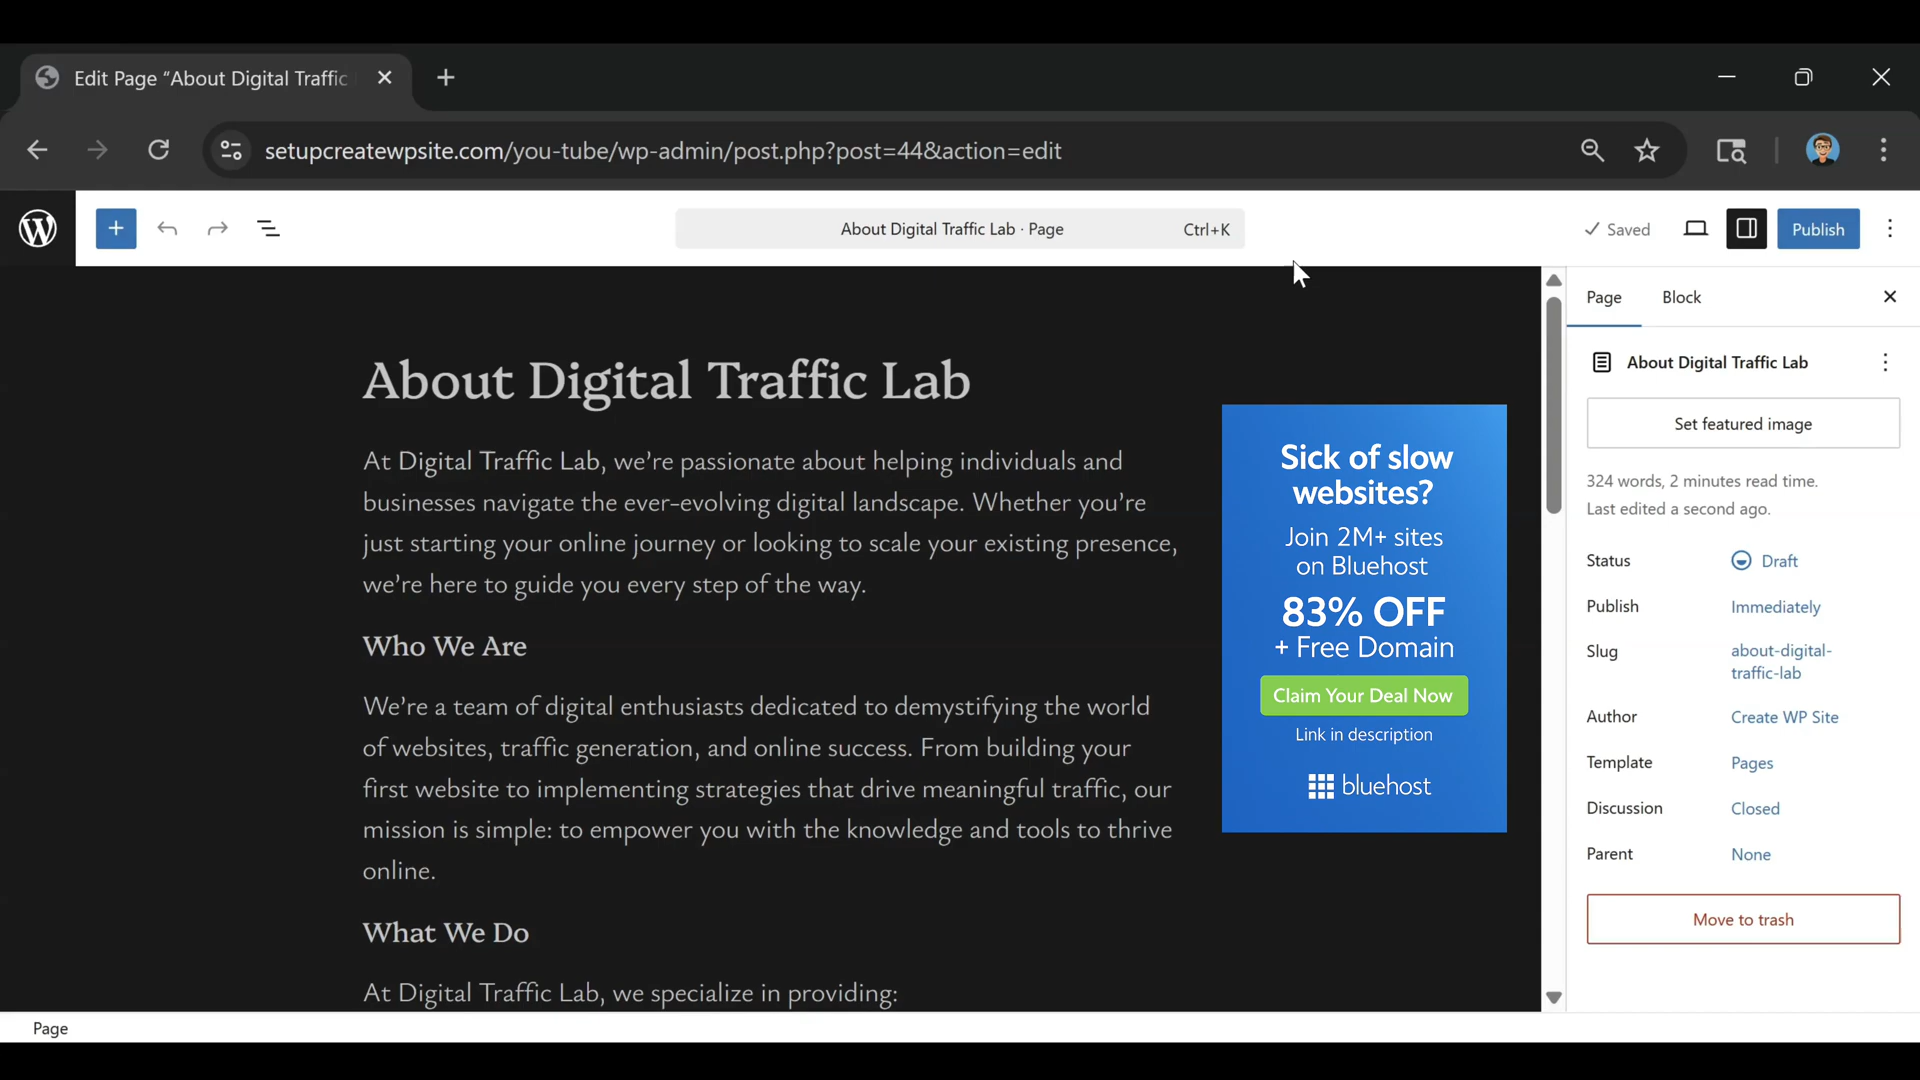 Edit Page “About Digital Traffic
setupcreatewpsite.com/you-tube/wp-admin/post.php?post=44&action=edit
About Digital Traffic Lab · Page
Ctrl+K
Saved
Publish
About Digital Traffic Lab
At Digital Traffic Lab, we’re passionate about helping individuals and
businesses navigate the ever-evolving digital landscape. Whether you’re
just starting your online journey or looking to scale your existing presence,
we’re here to guide you every step of the way.
Who We Are
We’re a team of digital enthusiasts dedicated to demystifying the world
of websites, traffic generation, and online success. From building your
first website to implementing strategies that drive meaningful traffic, our
mission is simple: to empower you with the knowledge and tools to thrive
online.
What We Do
At Digital Traffic Lab, we specialize in providing:
Sick of slow
websites?
Join 2M+ sites
on Bluehost
83% OFF
+ Free Domain
Claim Your Deal Now
Link in description
bluehost
Page
Block
About Digital Traffic Lab
Set featured image
324 words, 2 minutes read time.
Last edited a second ago.
Status
Draft
Publish
Immediately
Slug
about-digital-
traffic-lab
Author
Create WP Site
Template
Pages
Discussion
Closed
Parent
None
Move to trash
Page